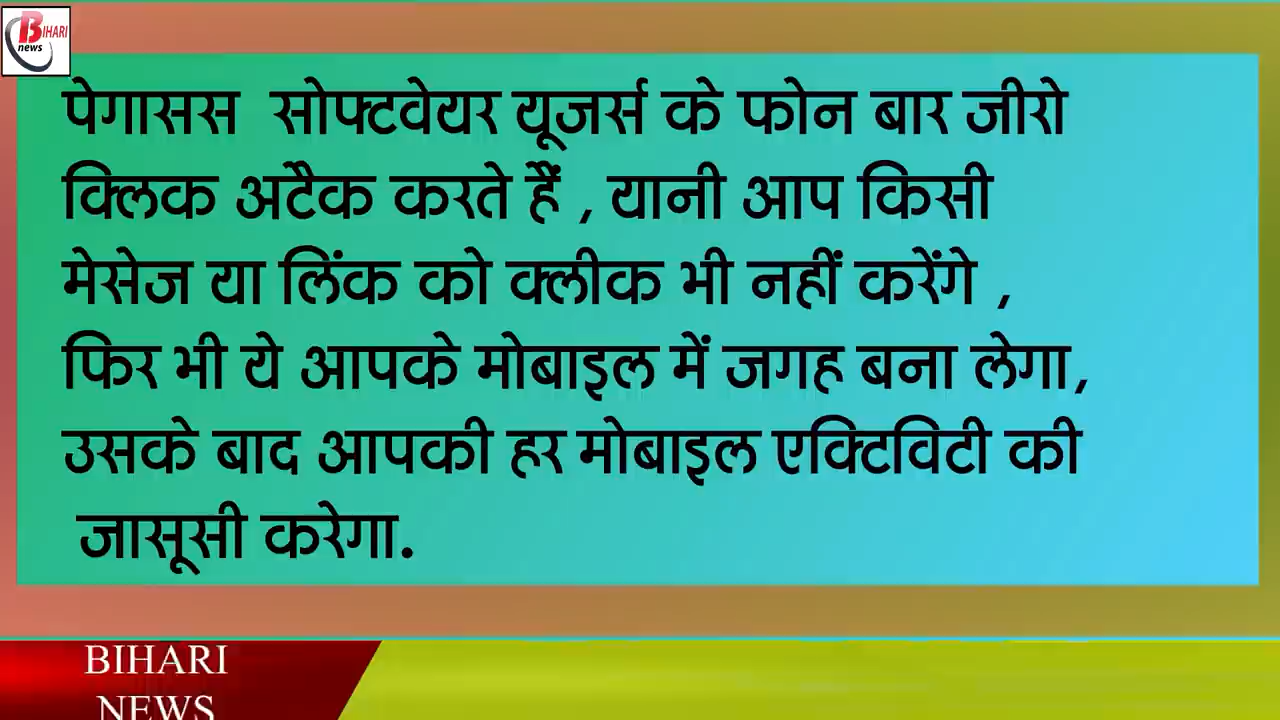 BIHARI
news
पेगासस सोफ्टवेयर यूजर्स के फोन बार जीरो
क्लिक अटैक करते हैं , यानी आप किसी
मेसेज या लिंक को क्लीक भी नहीं करेंगे ,
फिर भी ये आपके मोबाइल में जगह बना लेगा,
उसके बाद आपकी हर मोबाइल एक्टिविटी की
जासूसी करेगा.
BIHARI
NEWS